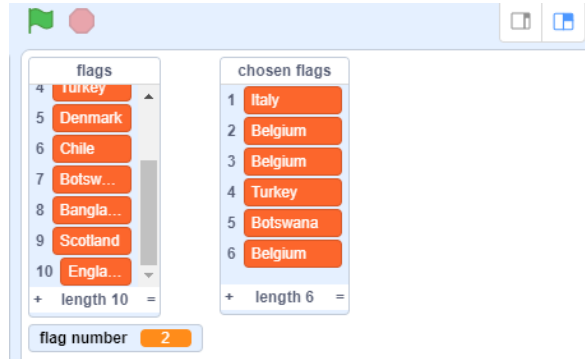 flags
4 Turkey
5 Denmark
6 Chile
7 Botsw...
8 Bangla...
9 Scotland
10 Engla...
+ length 10 =
chosen flags
1 Italy
2 Belgium
3 Belgium
4 Turkey
5 Botswana
6 Belgium
+ length 6 =
flag number 2